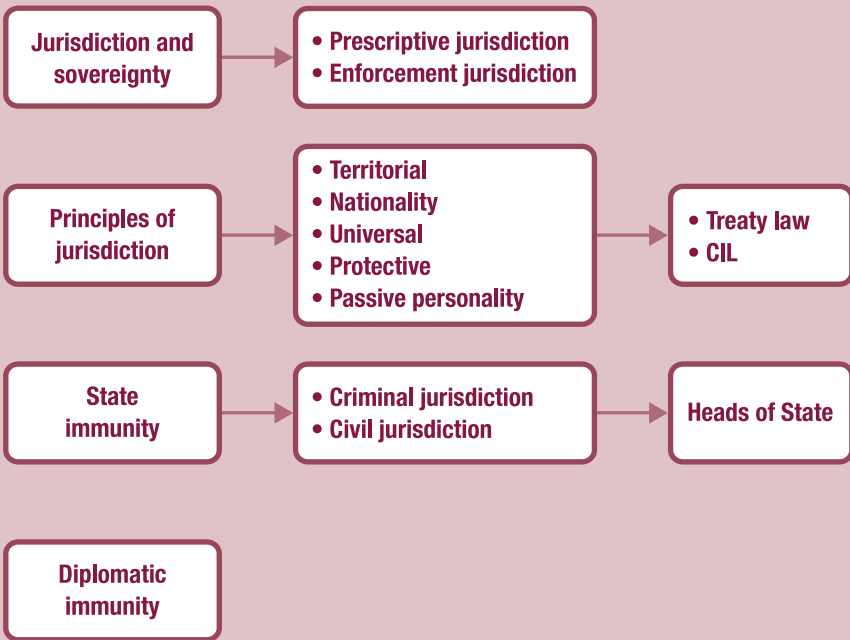 Jurisdiction and
sovereignty
• Prescriptive jurisdiction
• Enforcement jurisdiction
Principles of
jurisdiction
• Territorial
• Nationality
• Universal
• Protective
• Passive personality
• Treaty law
• CIL
State
immunity
• Criminal jurisdiction
• Civil jurisdiction
Heads of State
Diplomatic
immunity